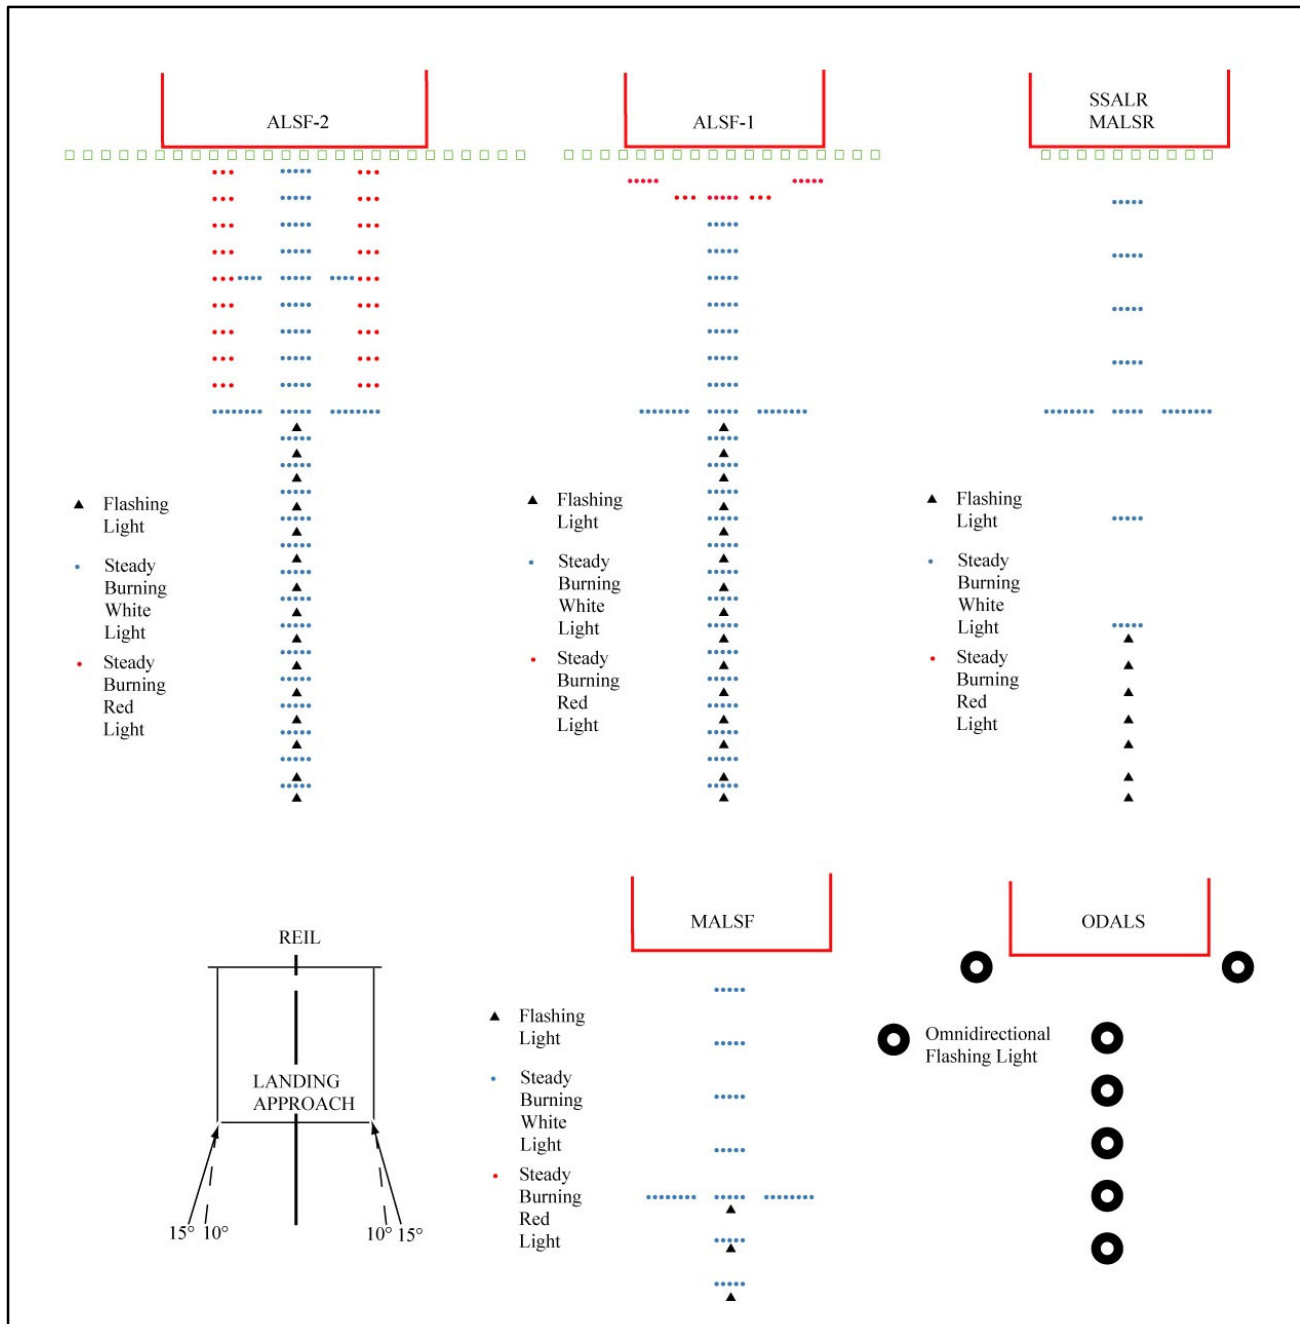 ALSF-2
ALSF-1
SSALR
MALSR
Flashing
Light
Steady
Burning
White
Light
Steady
Burning
Red
Light
Flashing
Light
Steady
Burning
White
Light
Steady
Burning
Red
Light
Flashing
Light
Steady
Burning
White
Light
Steady
Burning
Red
Light
REIL
LANDING
APPROACH
15° 10°
10° 15°
MALSF
Flashing
Light
Steady
Burning
White
Light
Steady
Burning
Red
Light
ODALS
Omnidirectional
Flashing Light